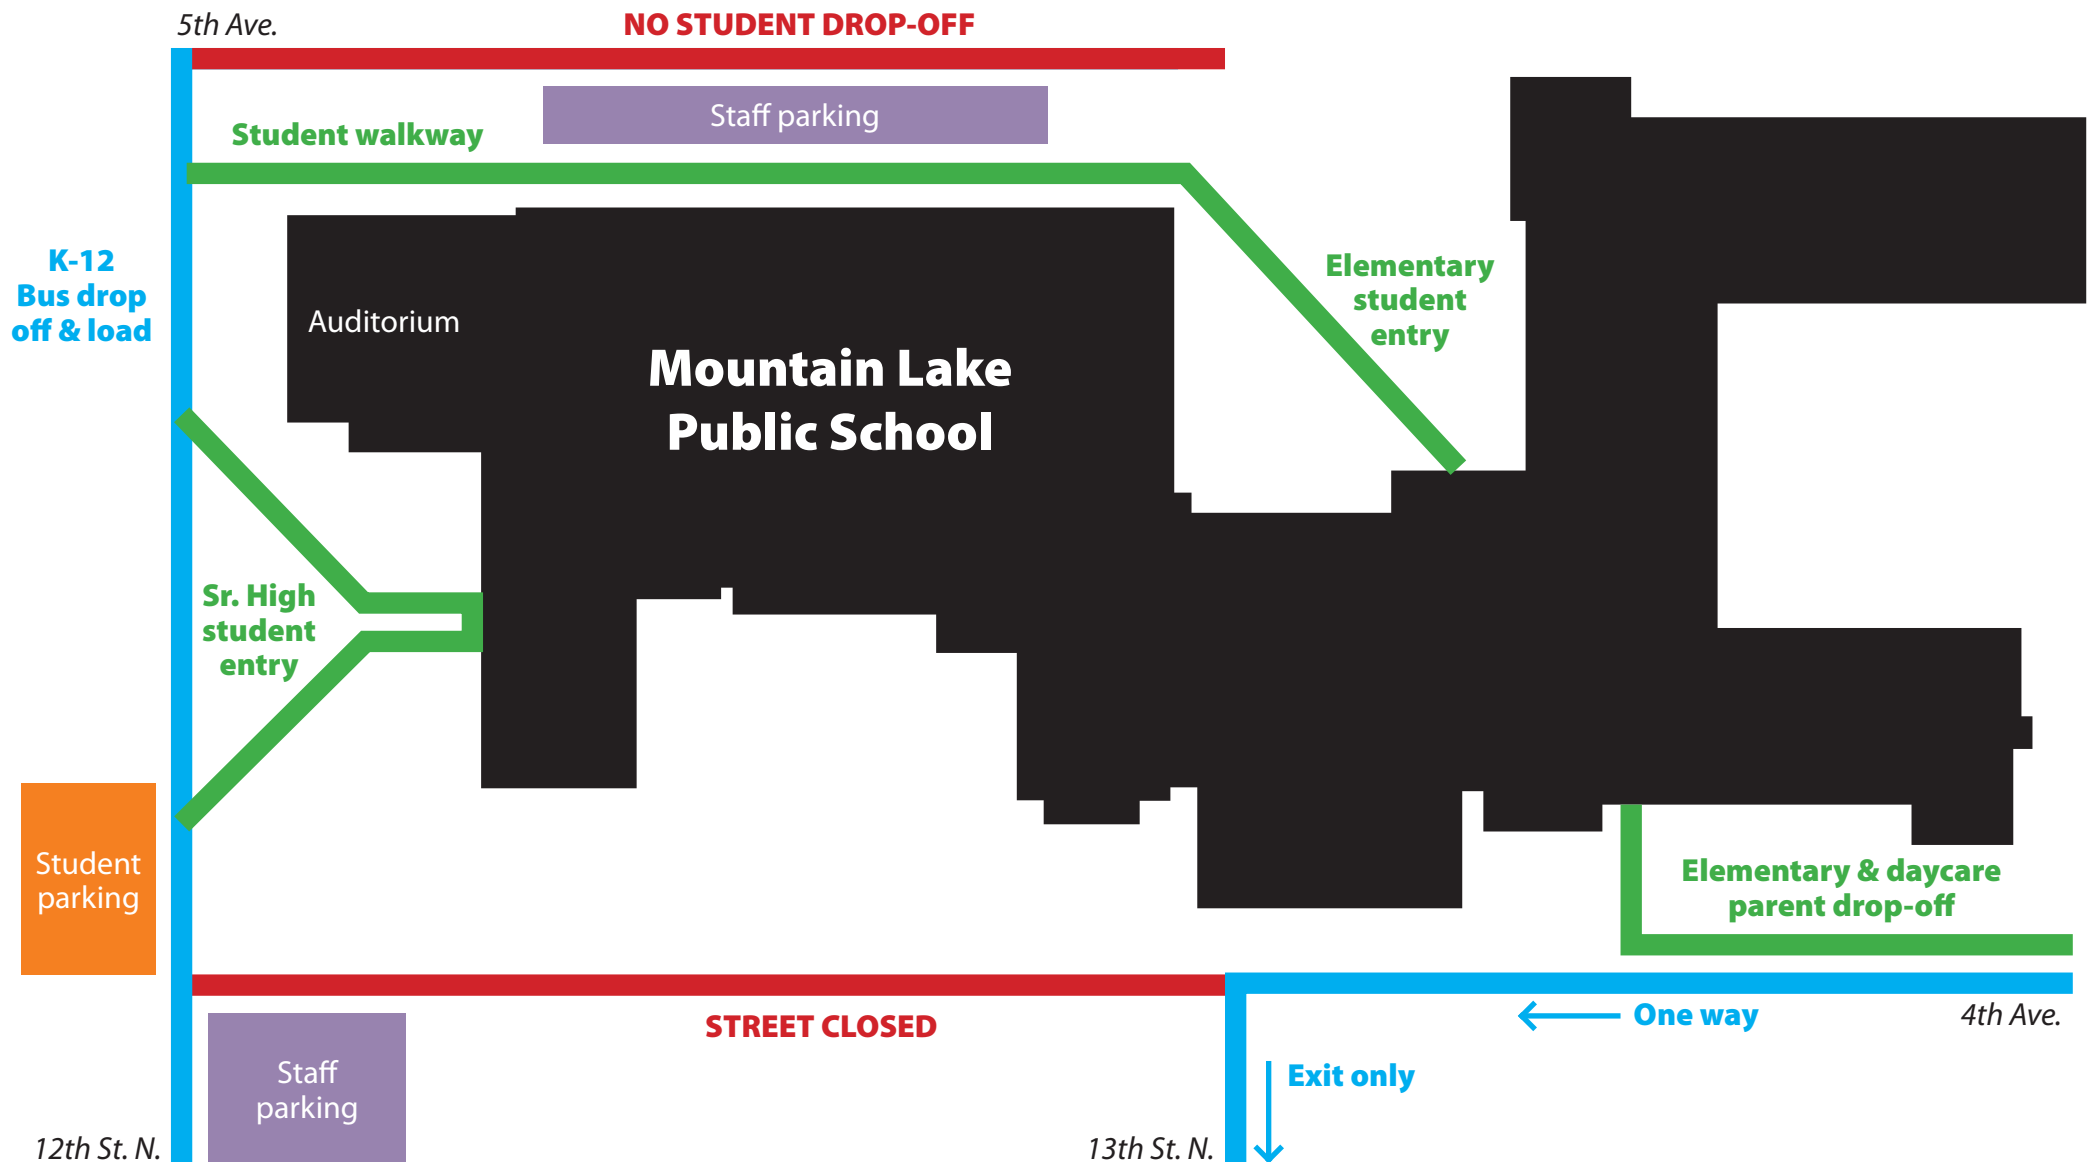 5th Ave.
NO STUDENT DROP-OFF
Staff parking
Student walkway
K-12
Bus drop
off & load
Auditorium
Mountain Lake
Public School
Elementary
student
entry
Sr. High
student
entry
Student
parking
Elementary & daycare
parent drop-off
STREET CLOSED
One way
4th Ave.
Staff
parking
Exit only
12th St. N.
13th St. N.